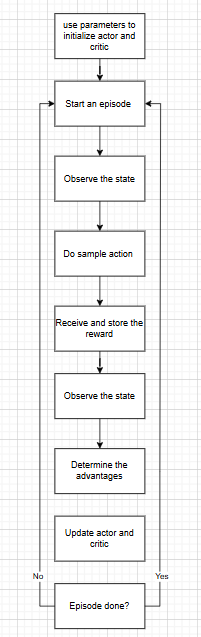 use parameters to
initialize actor and
critic
Start an episode
Observe the state
Do sample action
Receive and store the
reward
Observe the state
Determine the
advantages
Update actor and
critic
No
Yes
Episode done?